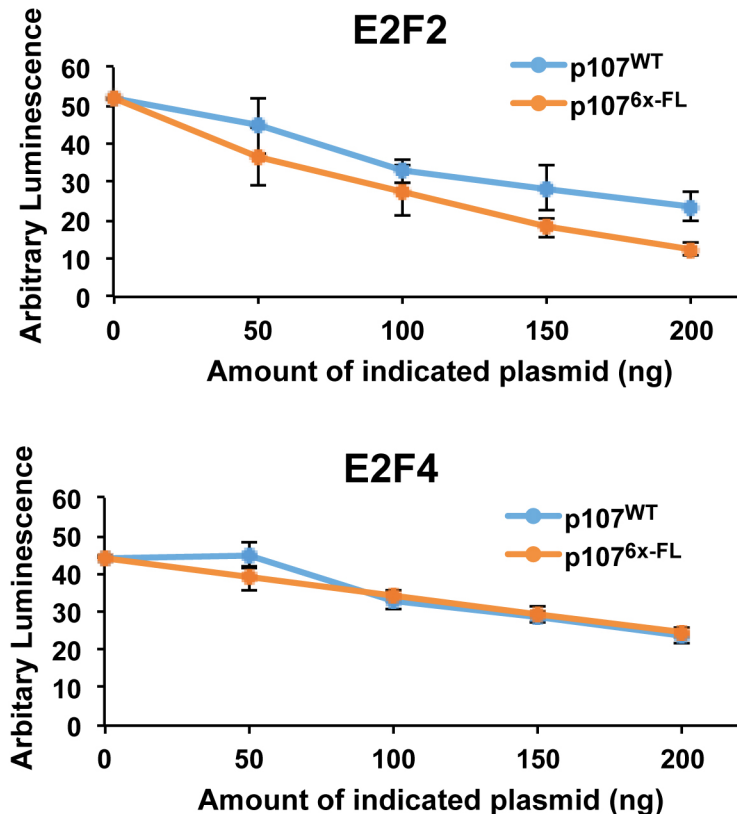 E2F2
p107WT
p1076x-FL
Arbitrary Luminescence
60
50
40
30
20
10
0
0 50 100 150 200
Amount of indicated plasmid (ng)
E2F4
p107WT
p1076x-FL
Arbitary Luminescence
60
50
40
30
20
10
0
0 50 100 150 200
Amount of indicated plasmid (ng)